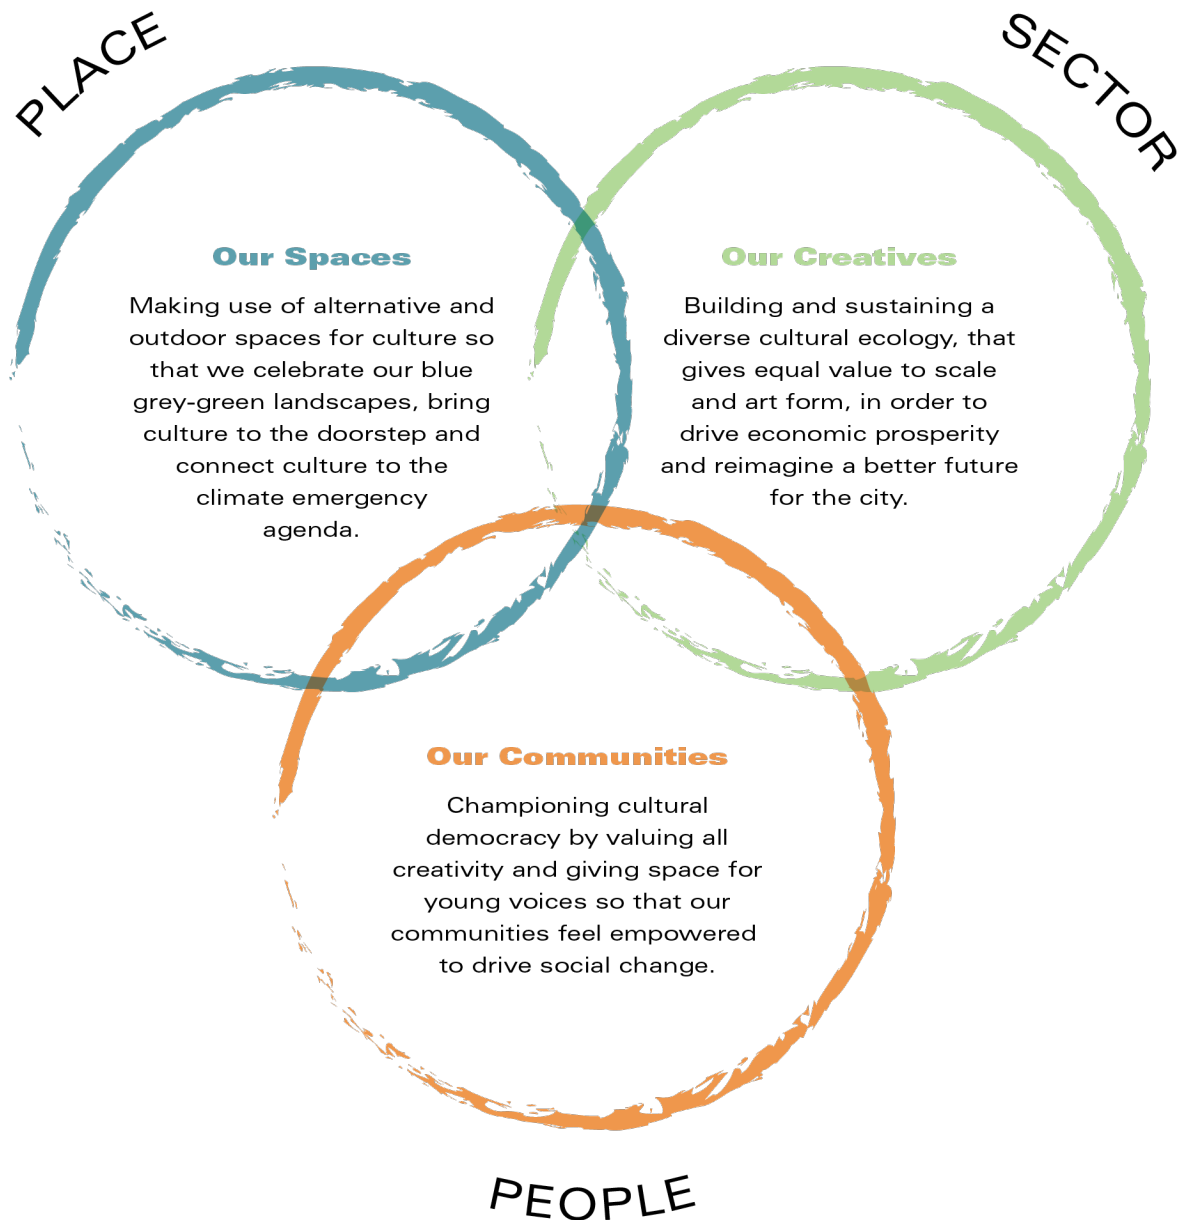 PLACE
SECTOR
Our Spaces
Making use of alternative and
outdoor spaces for culture so
that we celebrate our blue
grey-green landscapes, bring
culture to the doorstep and
connect culture to the
climate emergency
agenda.
Our Creatives
Building and sustaining a
diverse cultural ecology, that
gives equal value to scale
and art form, in order to
drive economic prosperity
and reimagine a better future
for the city.
Our Communities
Championing cultural
democracy by valuing all
creativity and giving space for
young voices so that our
communities feel empowered
to drive social change.
PEOPLE